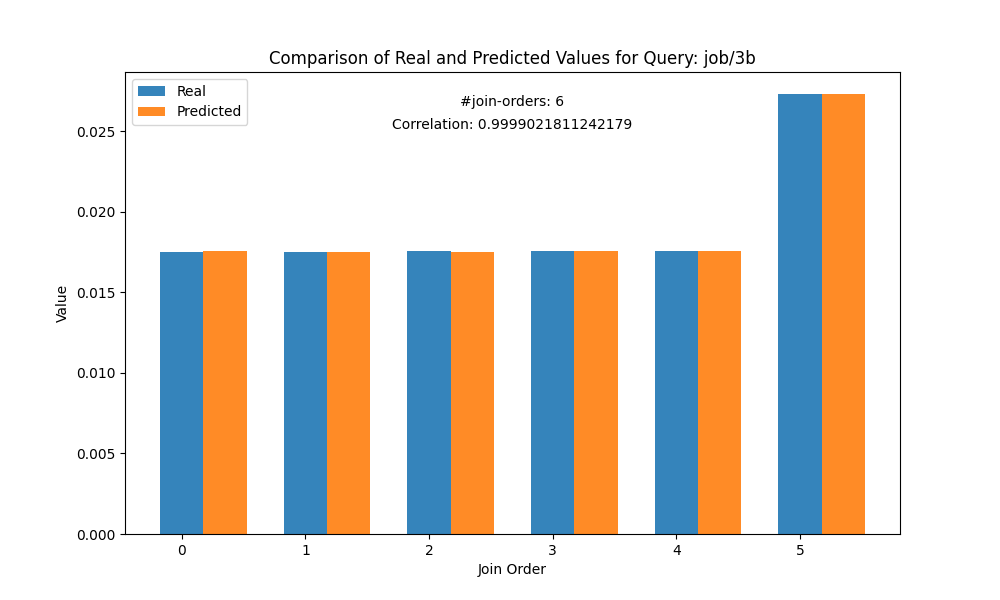 Comparison of Real and Predicted Values for Query: job/3b
Real
Predicted
#join-orders: 6
Correlation: 0.9999021811242179
Value
0.025
0.020
0.015
0.010
0.005
0.000
0 1 2 3 4 5
Join Order